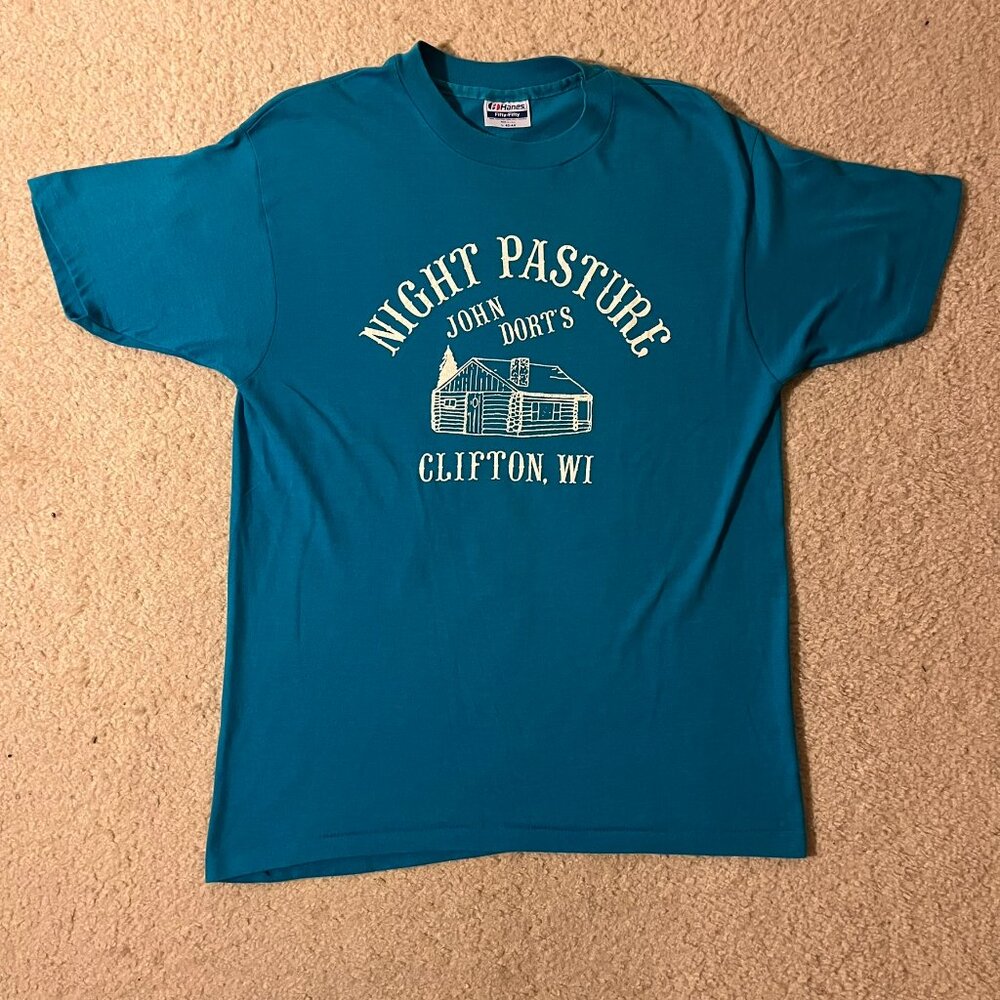 Hanes
Fifty-Fifty
NIGHT PASTURE
JOHN
DORT'S
CLIFTON, WI